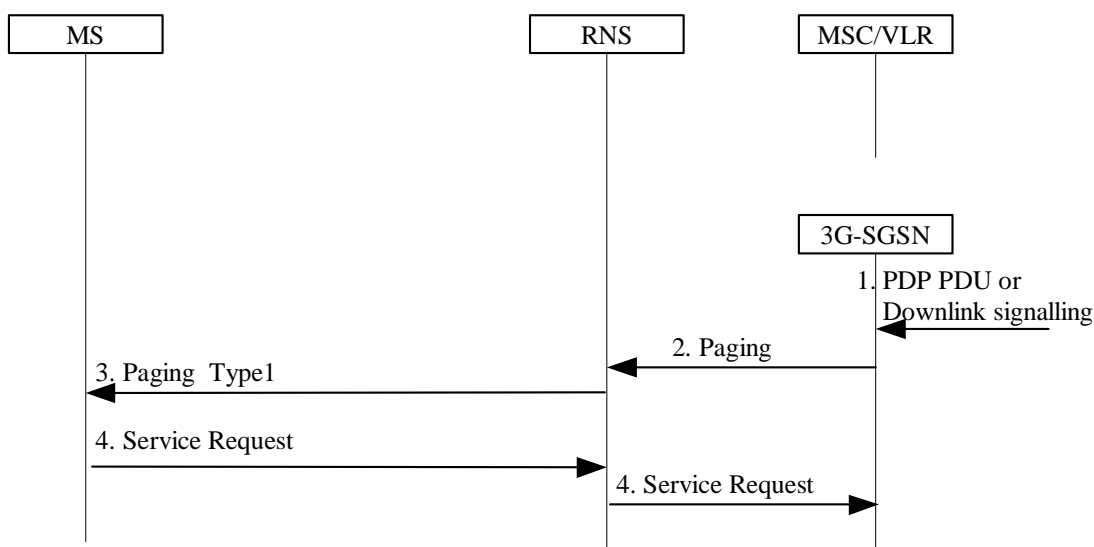 MS
RNS
MSC/VLR
3G-SGSN
1. PDP PDU or
Downlink signalling
2. Paging
3. Paging Type1
4. Service Request
4. Service Request